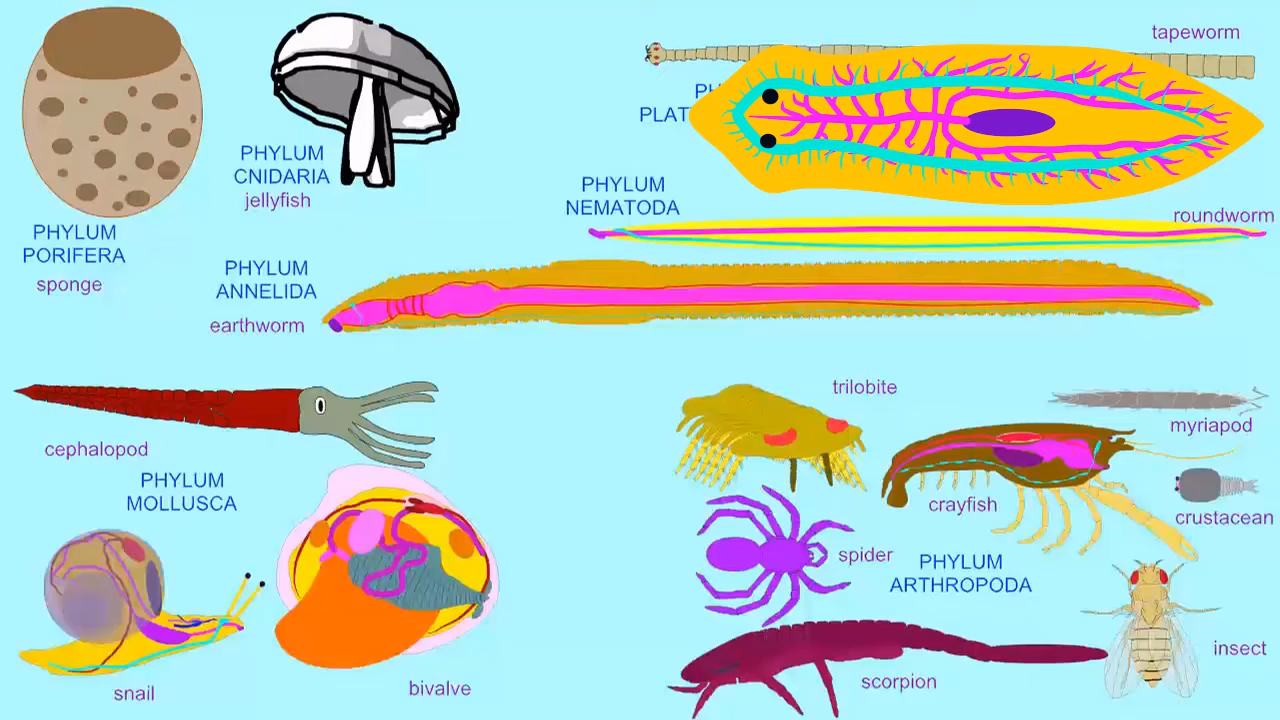 tapeworm
PHYLUM
CNIDARIA
jellyfish
PHYLUM
PORIFERA
sponge
PHYLUM
NEMATODA
roundworm
PHYLUM
ANNELIDA
earthworm
cephalopod
PHYLUM
MOLLUSCA
snail
bivalve
trilobite
myriapod
crayfish
crustacean
spider
PHYLUM
ARTHROPODA
insect
scorpion